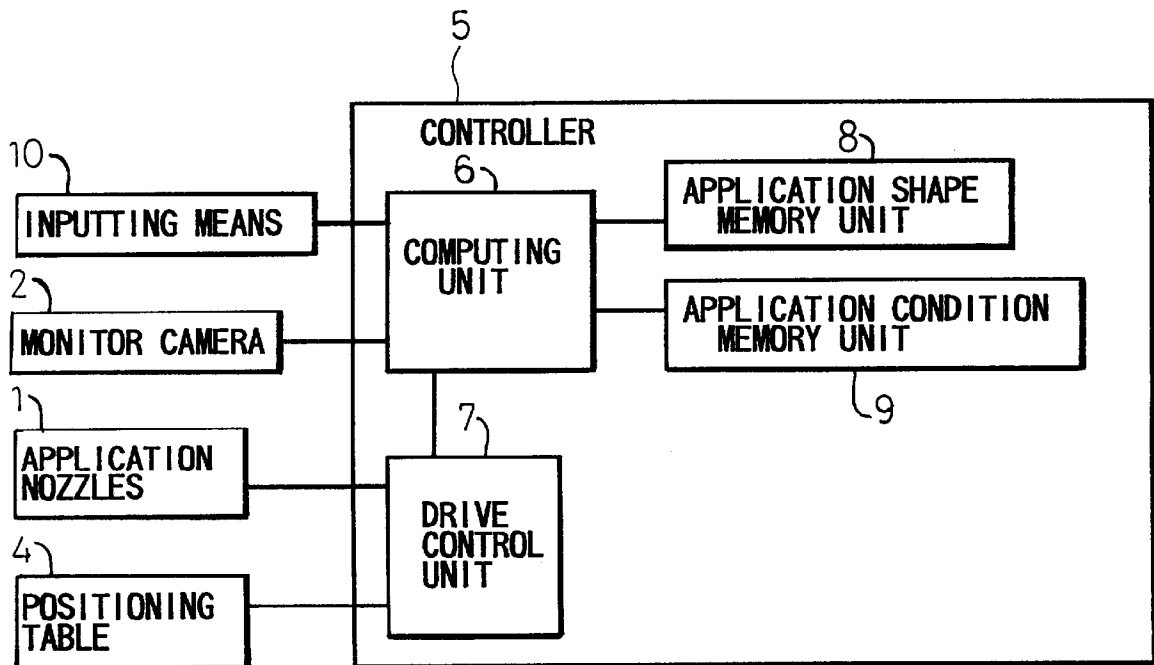 5
CONTROLLER
10
INPUTTING MEANS
6
COMPUTING
UNIT
8
APPLICATION SHAPE
MEMORY UNIT
2
MONITOR CAMERA
APPLICATION CONDITION
MEMORY UNIT
9
1
APPLICATION
NOZZLES
7
DRIVE
CONTROL
UNIT
4
POSITIONING
TABLE